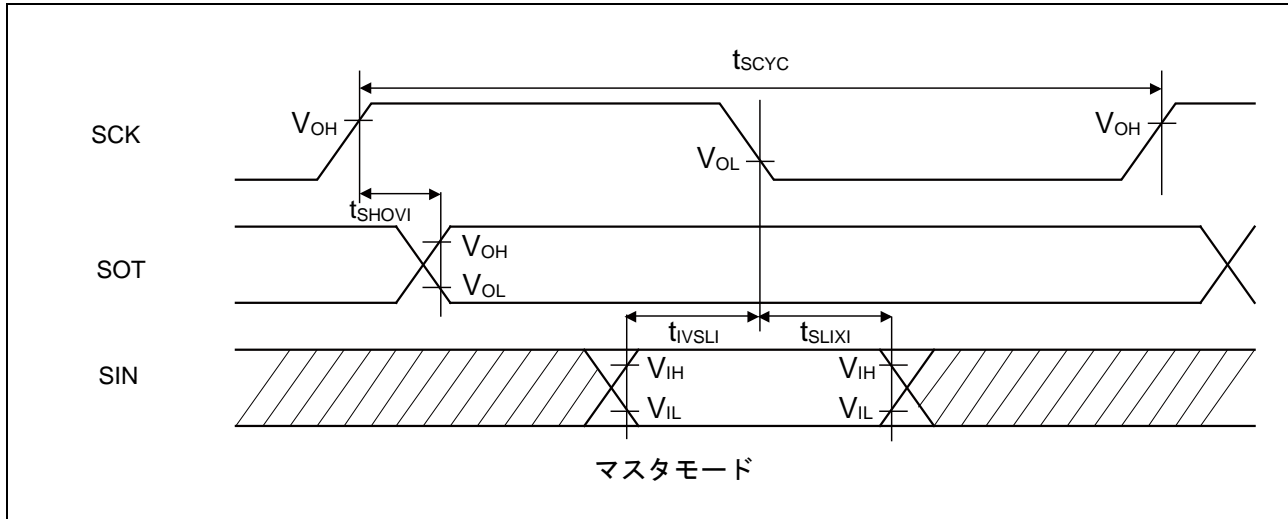 tSCYC
SCK
VOH
VOL
VOH
tSHOVI
SOT
VOH
VOL
tIVSLI
tSLIXI
SIN
VIH
VIL
VIH
VIL
マスタモード